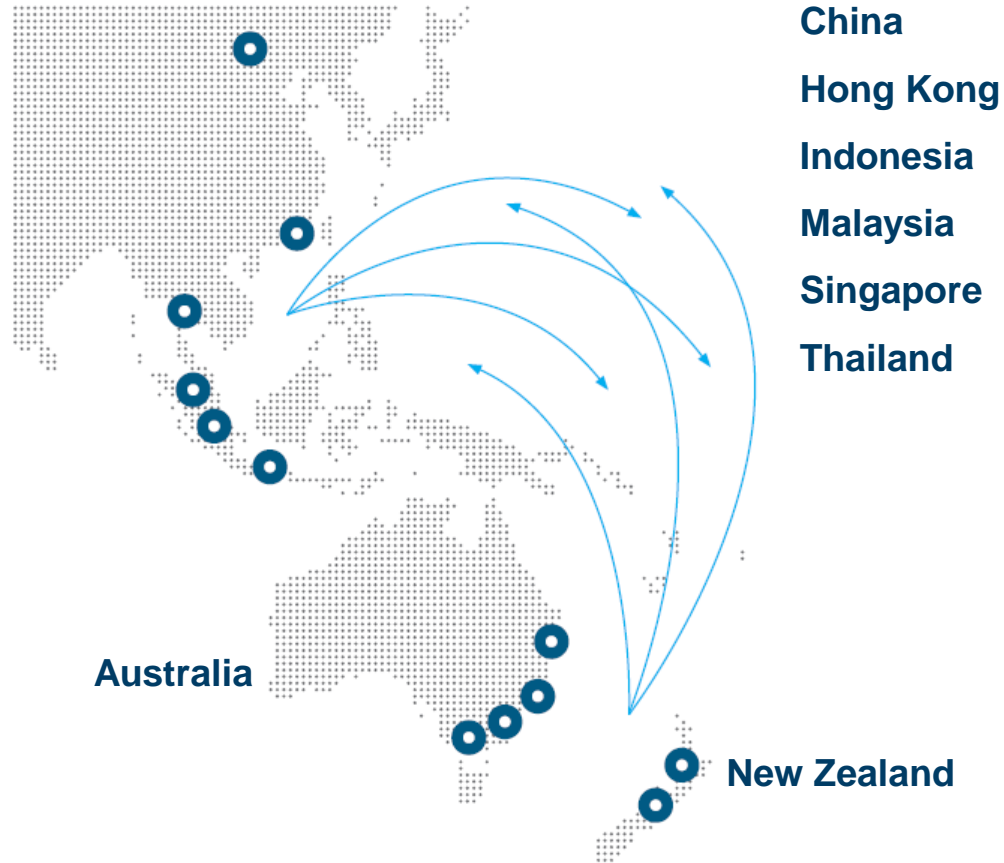 China
Hong Kong
Indonesia
Malaysia
Singapore
Thailand
Australia
New Zealand